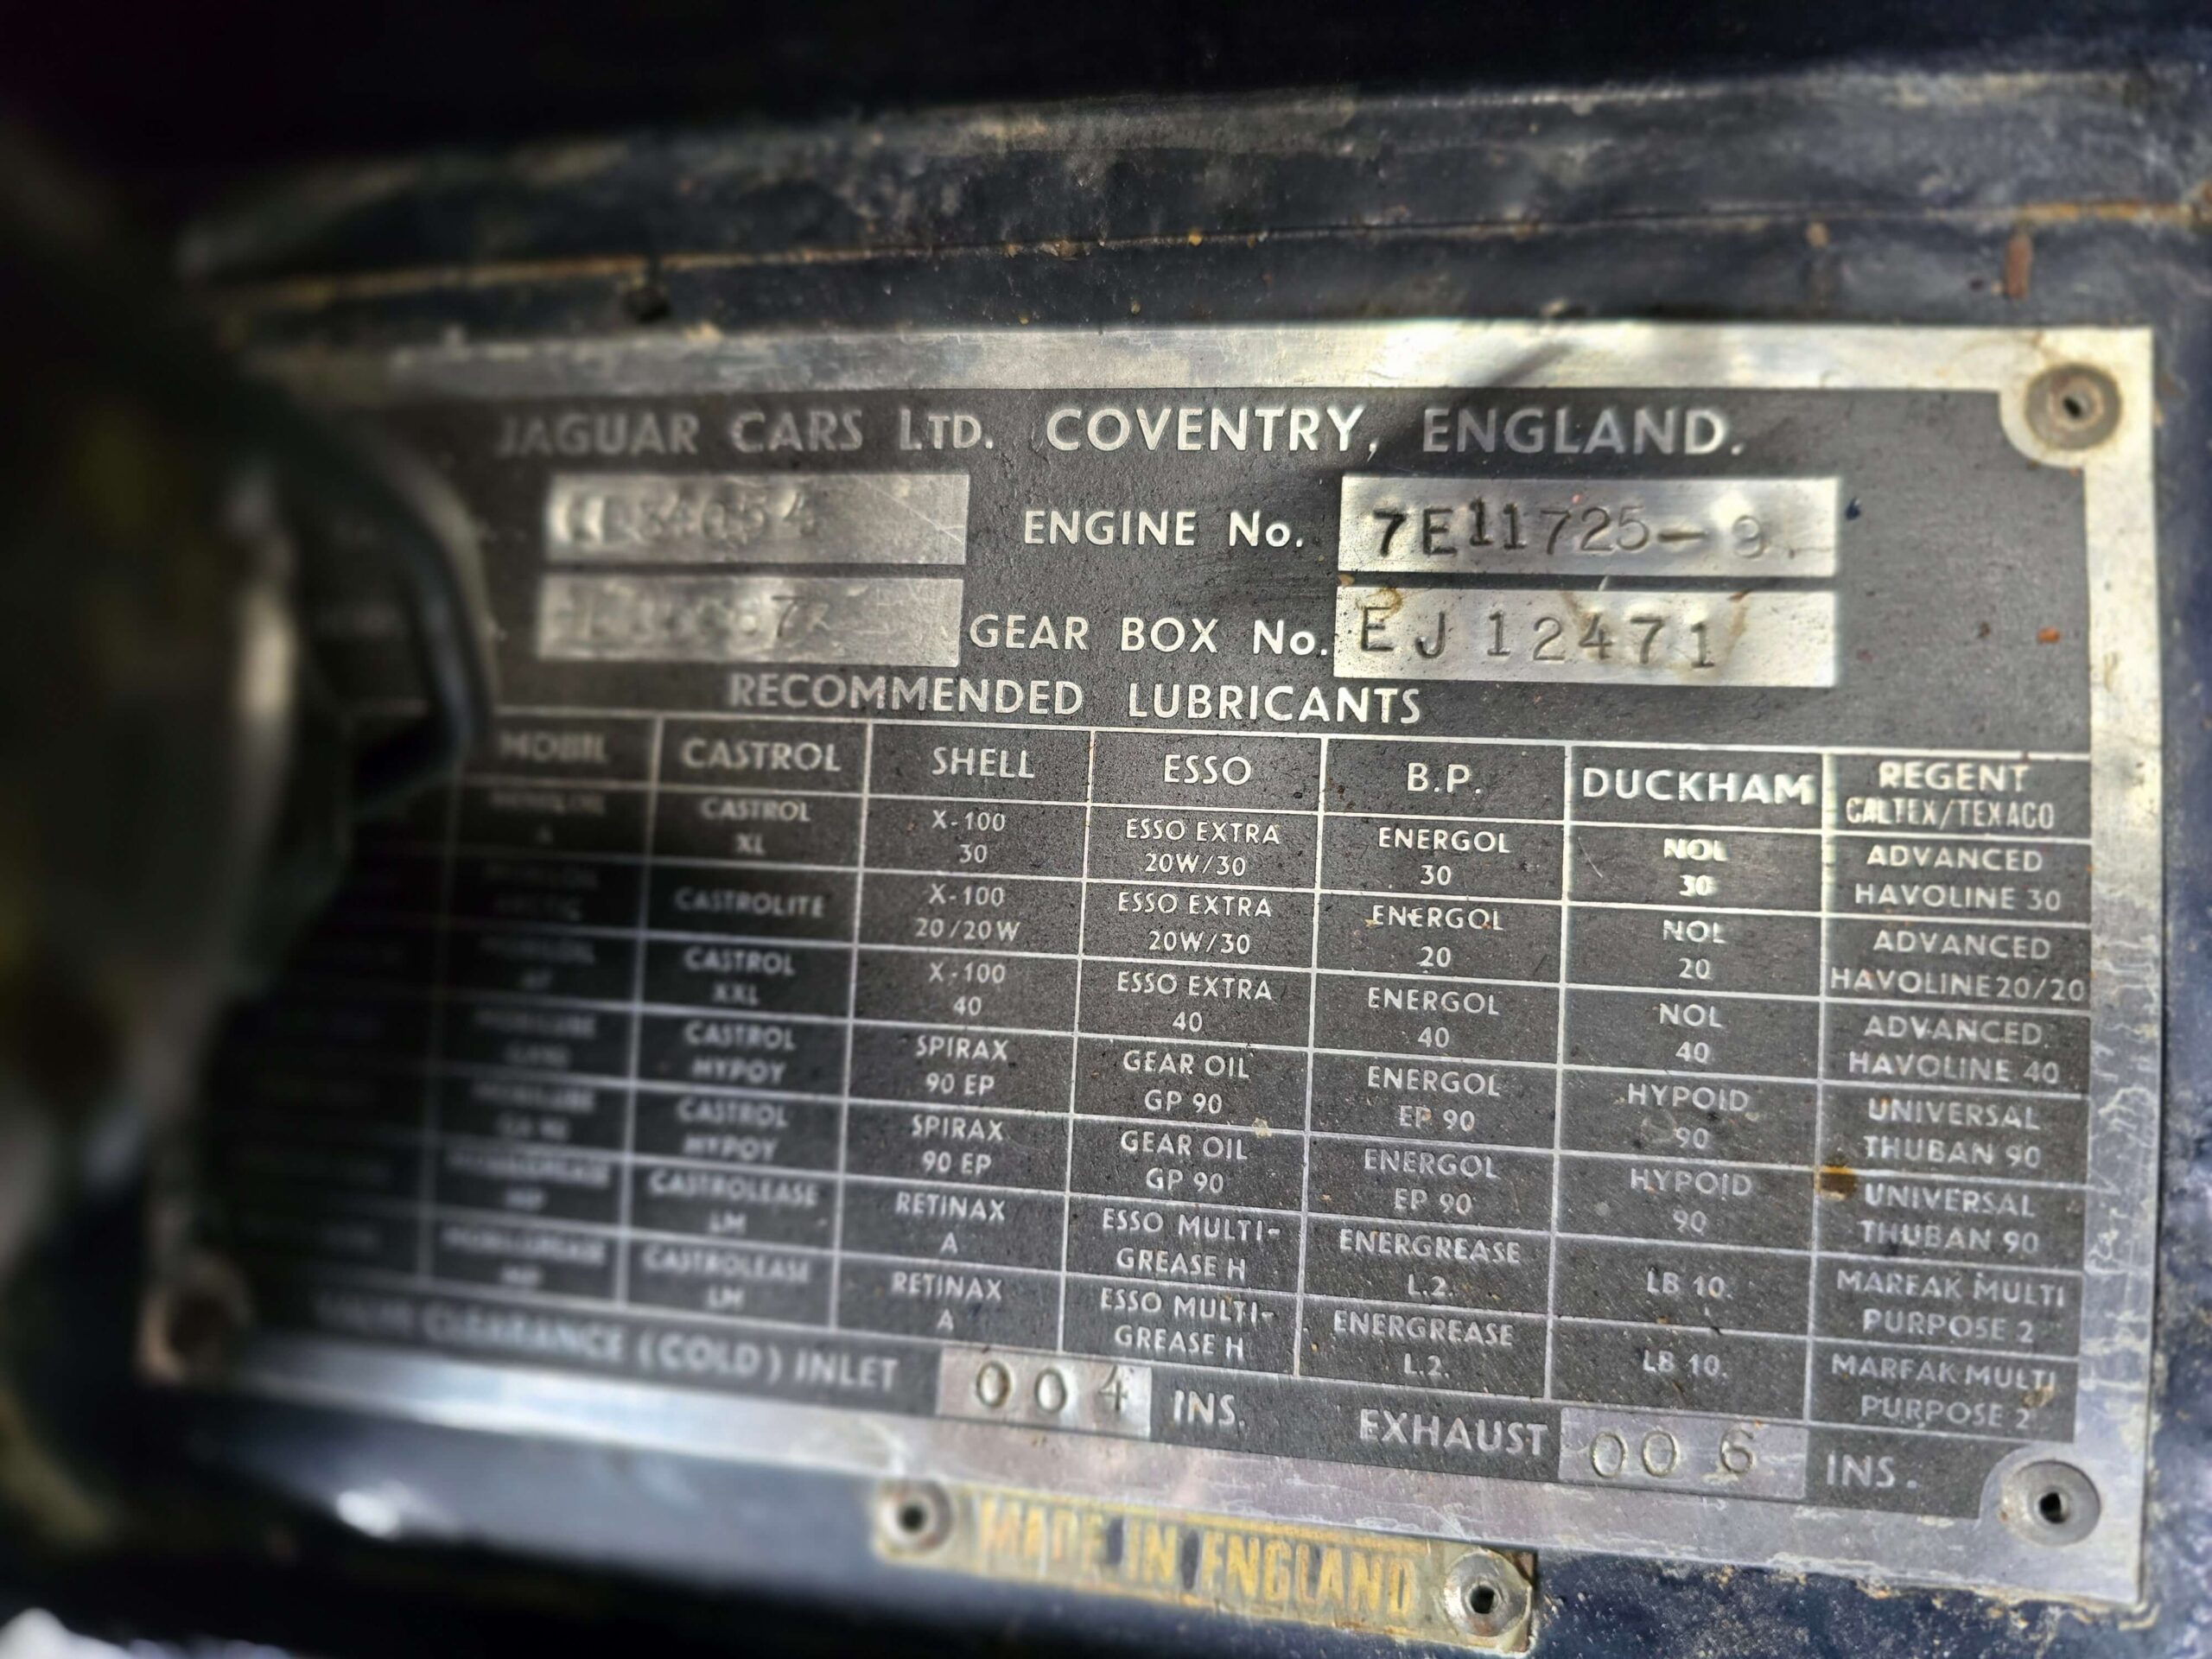 JAGUAR CARS LTD. COVENTRY, ENGLAND.
ENGINE No. 7E11725-
GEAR BOX No. EJ12471
RECOMMENDED LUBRICANTS
MOBIL CASTROL SHELL ESSO B.P. DUCKHAM REGENT
CALTEX/TEXACO
CASTROL X-100 ESSO EXTRA ENERGOL NOL ADVANCED
XL 30 20W/30 30 30 HAVOLINE 30
CASTROLITE X-100 ESSO EXTRA ENERGOL NOL ADVANCED
20/20W 20W/30 20 20 HAVOLINE 20/20
CASTROL X-100 ESSO EXTRA ENERGOL NOL ADVANCED
XXL 40 40 40 40 HAVOLINE 40
CASTROL SPIRAX GEAR OIL ENERGOL HYPOID UNIVERSAL
HYPOY 90 EP GP 90 EP 90 90 THUBAN 90
CASTROL SPIRAX GEAR OIL ENERGOL HYPOID UNIVERSAL
HYPOY 90 EP GP 90 EP 90 90 THUBAN 90
CASTROLEASE RETINAX ESSO MULTI- ENERGREASE LB 10. MARFAK MULTI
LM A GREASE H L.2. PURPOSE 2
CASTROLEASE RETINAX ESSO MULTI- ENERGREASE LB 10. MARFAK MULTI
LM A GREASE H L.2. PURPOSE 2
CLEARANCE (COLD) INLET 004 INS. EXHAUST 006 INS.
MADE IN ENGLAND